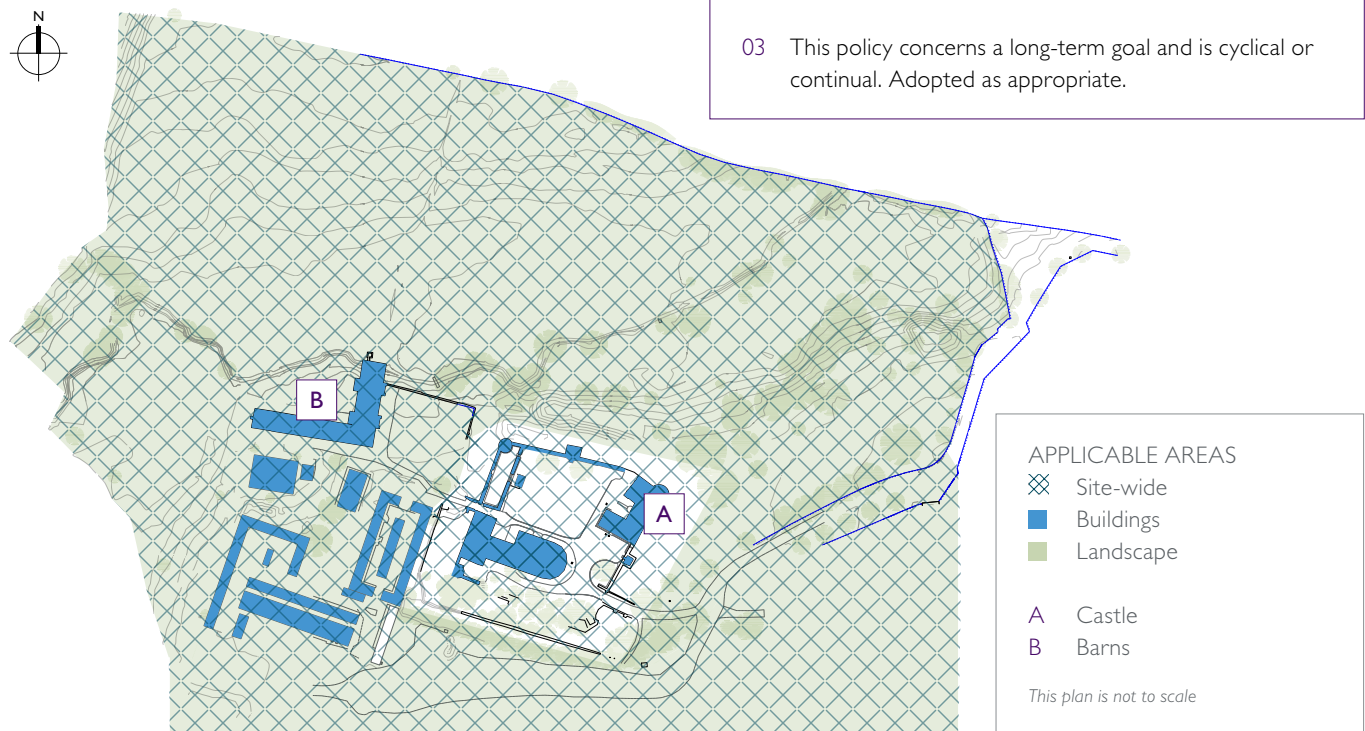 N
03 This policy concerns a long-term goal and is cyclical or
continual. Adopted as appropriate.
B
A
APPLICABLE AREAS
Site-wide
Buildings
Landscape
A Castle
B Barns
This plan is not to scale